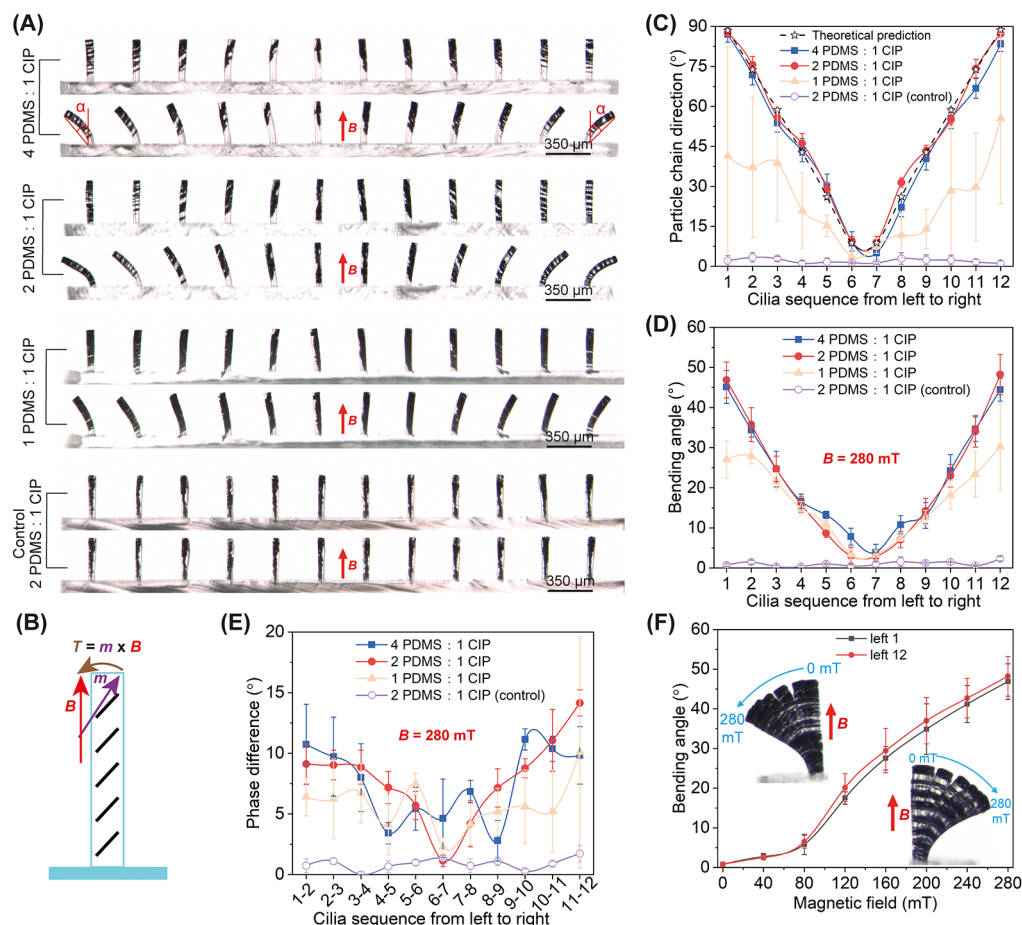 (A)
4 PDMS : 1 CIP
α
α
B
350 μm
2 PDMS : 1 CIP
B
350 μm
1 PDMS : 1 CIP
B
350 μm
Control
2 PDMS : 1 CIP
B
350 μm
(B)
T = m x B
m
B
(C)
Particle chain direction (°)
90
75
60
45
30
15
0
Theoretical prediction
4 PDMS : 1 CIP
2 PDMS : 1 CIP
1 PDMS : 1 CIP
2 PDMS : 1 CIP (control)
1 2 3 4 5 6 7 8 9 10 11 12
Cilia sequence from left to right
(D)
Bending angle (°)
60
50
40
30
20
10
0
4 PDMS : 1 CIP
2 PDMS : 1 CIP
1 PDMS : 1 CIP
2 PDMS : 1 CIP (control)
B = 280 mT
1 2 3 4 5 6 7 8 9 10 11 12
Cilia sequence from left to right
(E)
Phase difference (°)
20
15
10
5
0
4 PDMS : 1 CIP
2 PDMS : 1 CIP
1 PDMS : 1 CIP
2 PDMS : 1 CIP (control)
B = 280 mT
1-2 2-3 3-4 4-5 5-6 6-7 7-8 8-9 9-10 10-11 11-12
Cilia sequence from left to right
(F)
Bending angle (°)
60
50
40
30
20
10
0
left 1
left 12
0 mT
280
mT
B
0 mT
280
mT
B
0 40 80 120 160 200 240 280
Magnetic field (mT)